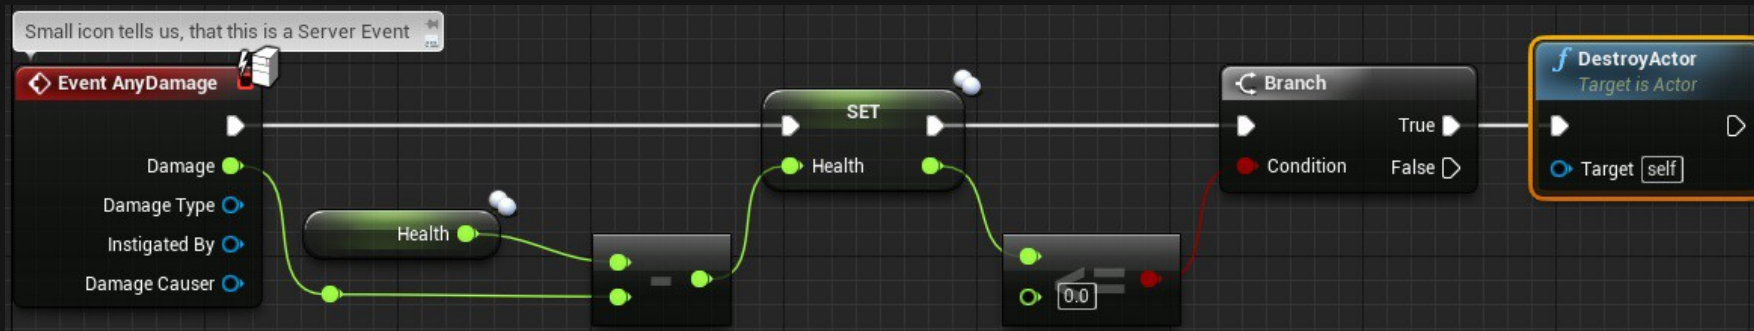 Small icon tells us, that this is a Server Event
Event AnyDamage
Damage
Damage Type
Instigated By
Damage Causer
Health
-
SET
Health
<=
0.0
Branch
True
Condition
False
f DestroyActor
Target is Actor
Target self